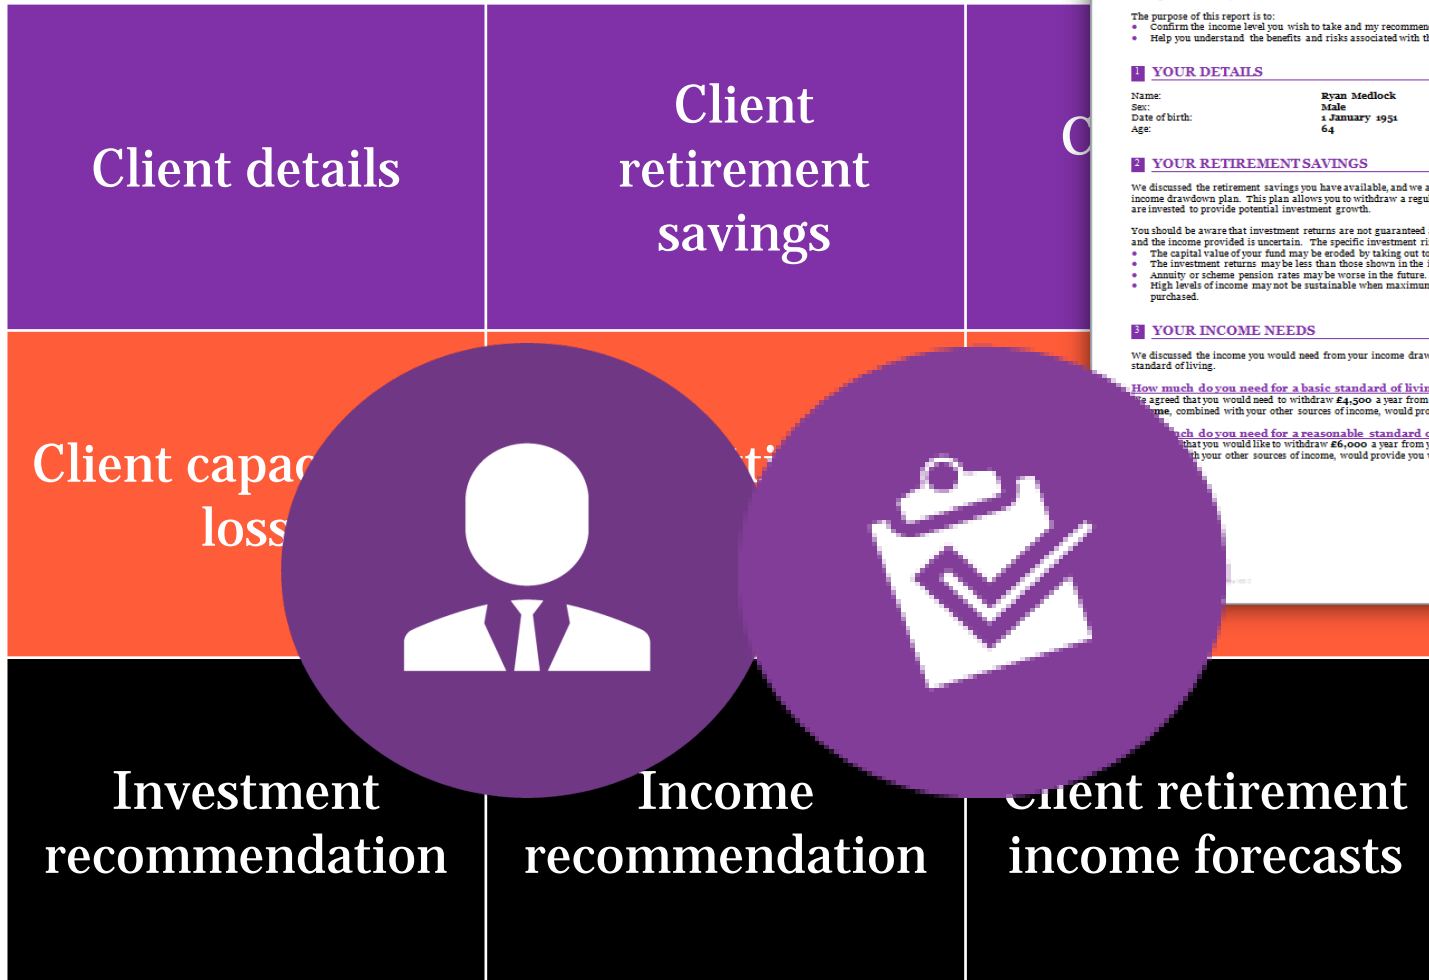 Client details
Client
retirement
savings
C
Client capac
loss
ti
Investment
recommendation
Income
recommendation
Client retirement
income forecasts
The purpose of this report is to:
Confirm the income level you wish to take and my
Help you understand the benefits and risks associated with
1 YOUR DETAILS
Name: Ryan Medlock
Sex: Male
Date of birth: 1 January 1951
Age: 64
2 YOUR RETIREMENT SAVINGS
We discussed the retirement savings you have available, and we
income drawdown plan. This plan allows you to withdraw a
are invested to provide potential investment growth.
You should be aware that investment returns are not guaranteed
and the income provided is uncertain. The specific investment
The capital value of your fund may be eroded by taking out
The investment returns may be less than those shown in the
Annuity or scheme pension rates may be worse in the future.
High levels of income may not be sustainable when
purchased.
3 YOUR INCOME NEEDS
We discussed the income you would need from your income
standard of living.
How much do you need for a basic standard of
agreed that you would need to withdraw £4,500 a year from
combined with your other sources of income, would
do you need for a reasonable standard
that you would like to withdraw £6,000 a year from
your other sources of income, would provide you